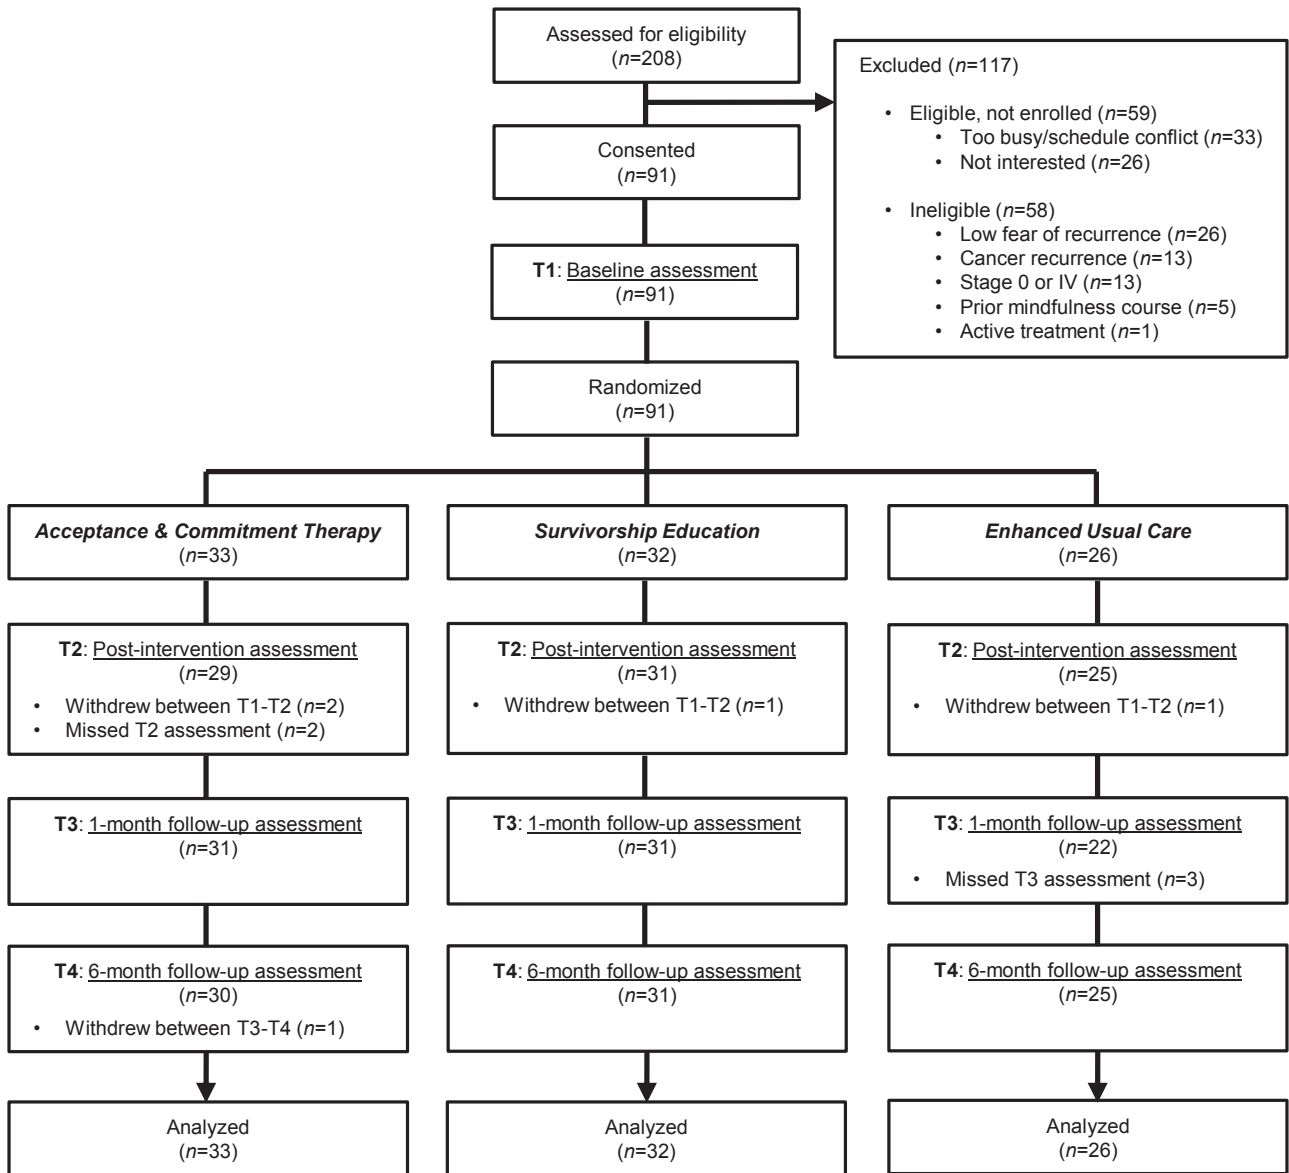 Assessed for eligibility
(n=208)
Excluded (n=117)
• Eligible, not enrolled (n=59)
• Too busy/schedule conflict (n=33)
• Not interested (n=26)
• Ineligible (n=58)
• Low fear of recurrence (n=26)
• Cancer recurrence (n=13)
• Stage 0 or IV (n=13)
• Prior mindfulness course (n=5)
• Active treatment (n=1)
Consented
(n=91)
T1: Baseline assessment
(n=91)
Randomized
(n=91)
Acceptance & Commitment Therapy
(n=33)
Survivorship Education
(n=32)
Enhanced Usual Care
(n=26)
T2: Post-intervention assessment
(n=29)
• Withdrew between T1-T2 (n=2)
• Missed T2 assessment (n=2)
T2: Post-intervention assessment
(n=31)
• Withdrew between T1-T2 (n=1)
T2: Post-intervention assessment
(n=25)
• Withdrew between T1-T2 (n=1)
T3: 1-month follow-up assessment
(n=31)
T3: 1-month follow-up assessment
(n=31)
T3: 1-month follow-up assessment
(n=22)
• Missed T3 assessment (n=3)
T4: 6-month follow-up assessment
(n=30)
• Withdrew between T3-T4 (n=1)
T4: 6-month follow-up assessment
(n=31)
T4: 6-month follow-up assessment
(n=25)
Analyzed
(n=33)
Analyzed
(n=32)
Analyzed
(n=26)